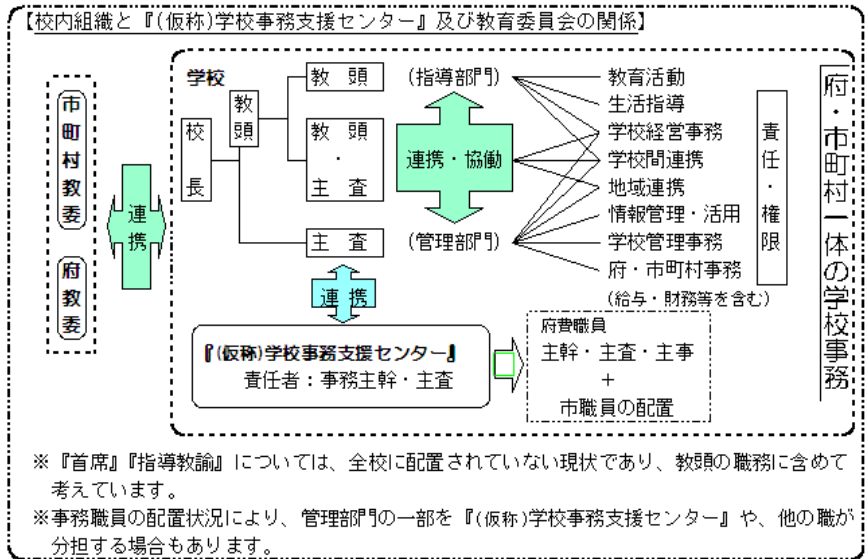 【校内組織と『(仮称)学校事務支援センター』及び教育委員会の関係】
市町村教委
府教委
連携
学校
校長
教頭
教 頭
教 頭
・
主 査
主 査
(指導部門)
連携・協働
(管理部門)
教育活動
生活指導
学校経営事務
学校間連携
地域連携
情報管理・活用
学校管理事務
府・市町村事務
(給与・財務等を含む)
責任・権限
府・市町村一体の学校事務
連携
『(仮称)学校事務支援センター』
責任者：事務主幹・主査
府費職員
主幹・主査・主事
+
市職員の配置
※『首席』『指導教諭』については、全校に配置されていない現状であり、教頭の職務に含めて
考えています。
※事務職員の配置状況により、管理部門の一部を『(仮称)学校事務支援センター』や、他の職が
分担する場合もあります。